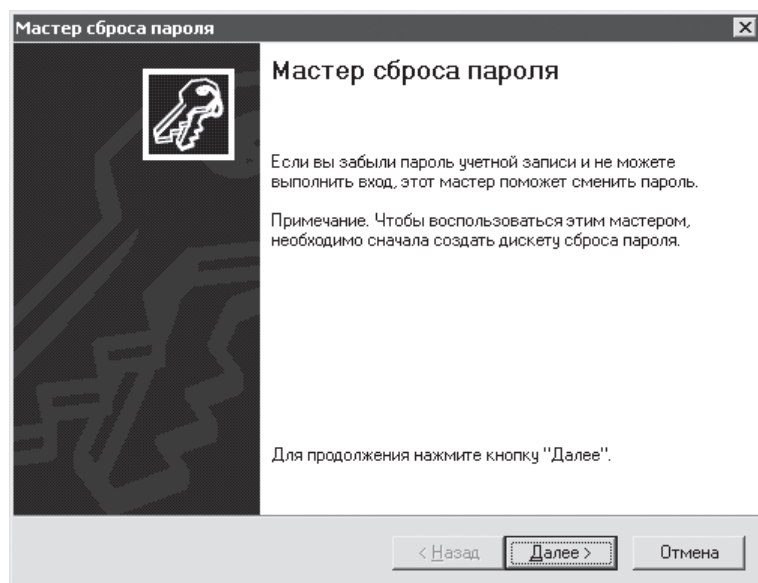 Мастер сброса пароля
Мастер сброса пароля
Если вы забыли пароль учетной записи и не можете
выполнить вход, этот мастер поможет сменить пароль.
Примечание. Чтобы воспользоваться этим мастером,
необходимо сначала создать дискету сброса пароля.
Для продолжения нажмите кнопку "Далее".
< Назад Далее > Отмена